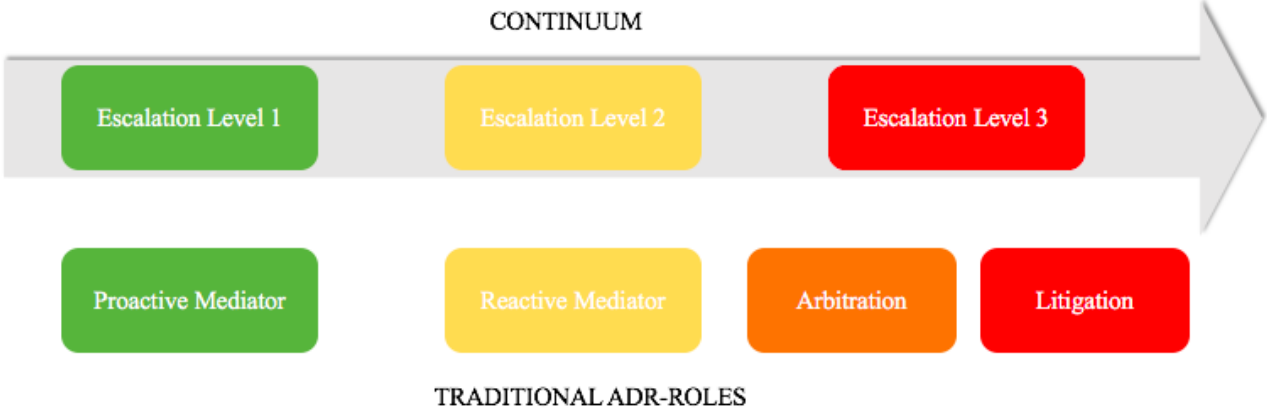 CONTINUUM
Escalation Level 1
Escalation Level 2
Escalation Level 3
Proactive Mediator
Reactive Mediator
Arbitration
Litigation
TRADITIONAL ADR-ROLES